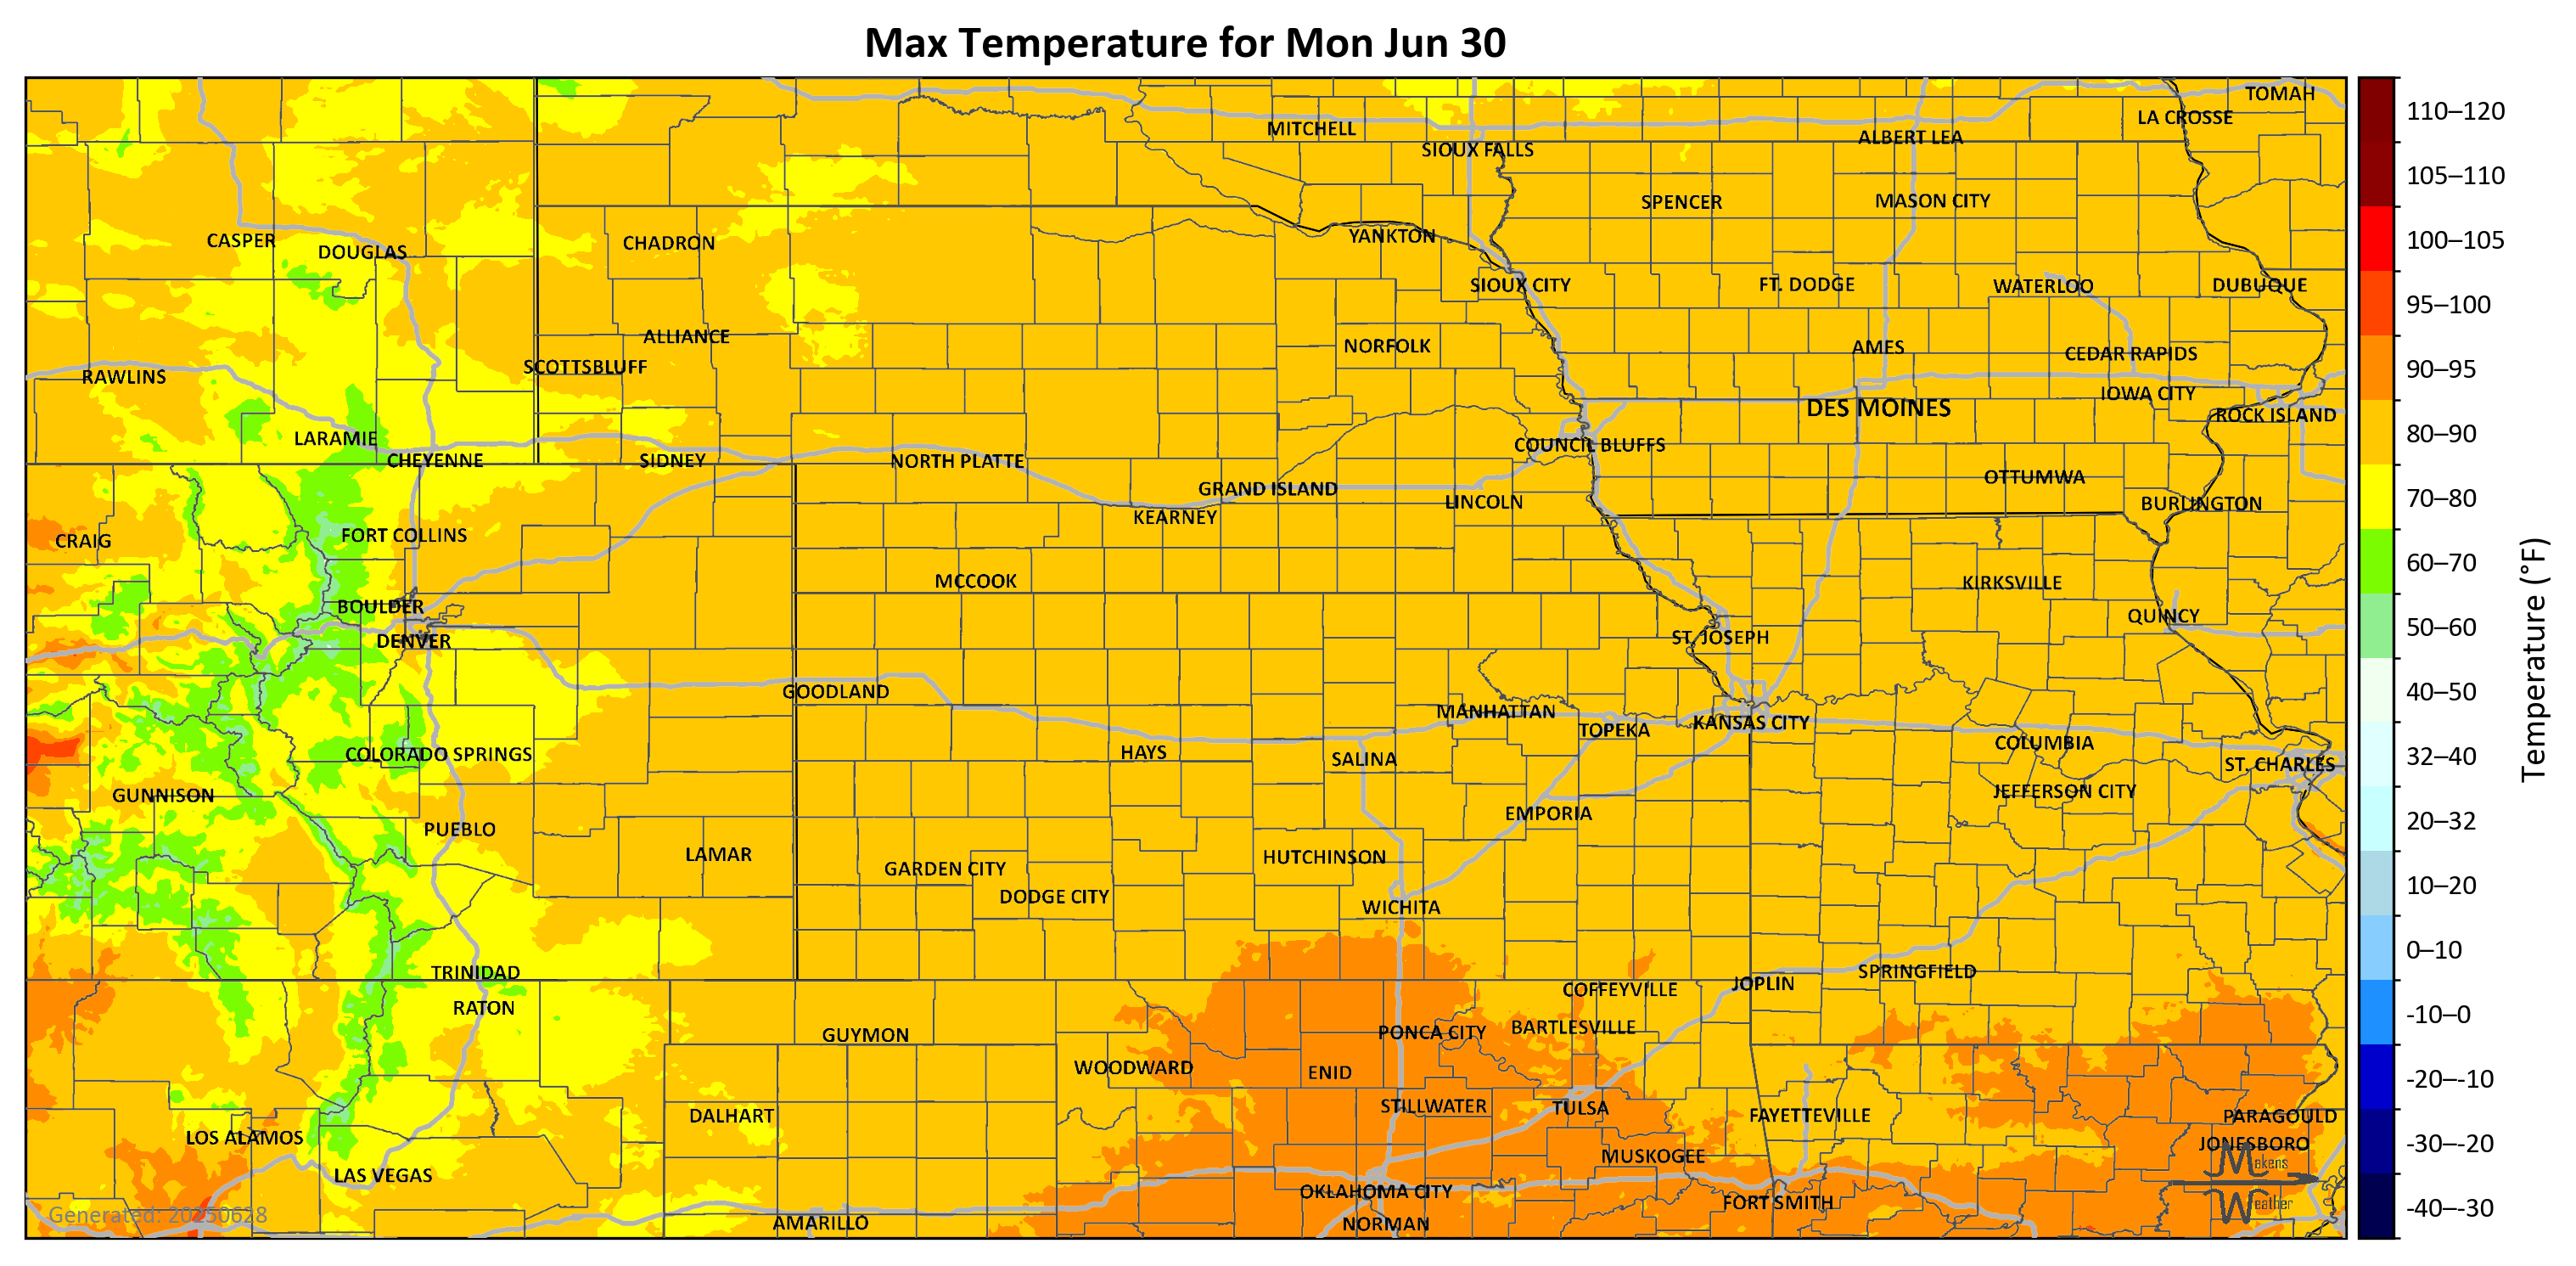 Max Temperature for Mon Jun 30
TOMAH
LA CROSSE
MITCHELL
ALBERT LEA
SIOUX FALLS
SPENCER
MASON CITY
YANKTON
CASPER
CHADRON
DOUGLAS
SIOUX CITY
FT. DODGE
WATERLOO
DUBUQUE
ALLIANCE
NORFOLK
AMES
CEDAR RAPIDS
SCOTTSBLUFF
RAWLINS
IOWA CITY
DES MOINES
ROCK ISLAND
LARAMIE
COUNCIL BLUFFS
CHEYENNE
SIDNEY
NORTH PLATTE
OTTUMWA
GRAND ISLAND
LINCOLN
BURLINGTON
KEARNEY
CRAIG
FORT COLLINS
MCCOOK
KIRKSVILLE
BOULDER
QUINCY
DENVER
ST. JOSEPH
GOODLAND
MANHATTAN
KANSAS CITY
TOPEKA
COLUMBIA
COLORADO SPRINGS
HAYS
SALINA
ST. CHARLES
GUNNISON
JEFFERSON CITY
EMPORIA
PUEBLO
LAMAR
HUTCHINSON
GARDEN CITY
DODGE CITY
WICHITA
TRINIDAD
SPRINGFIELD
JOPLIN
COFFEYVILLE
RATON
BARTLESVILLE
PONCA CITY
GUYMON
WOODWARD
ENID
STILLWATER
TULSA
DALHART
FAYETTEVILLE
PARAGOULD
LOS ALAMOS
JONESBORO
MUSKOGEE
LAS VEGAS
OKLAHOMA CITY
FORT SMITH
AMARILLO
NORMAN
Generated: 20250628
Makens
Weather
110–120
105–110
100–105
95–100
90–95
80–90
70–80
60–70
50–60
40–50
32–40
20–32
10–20
0–10
-10–0
-20–-10
-30–-20
-40–-30
Temperature (°F)